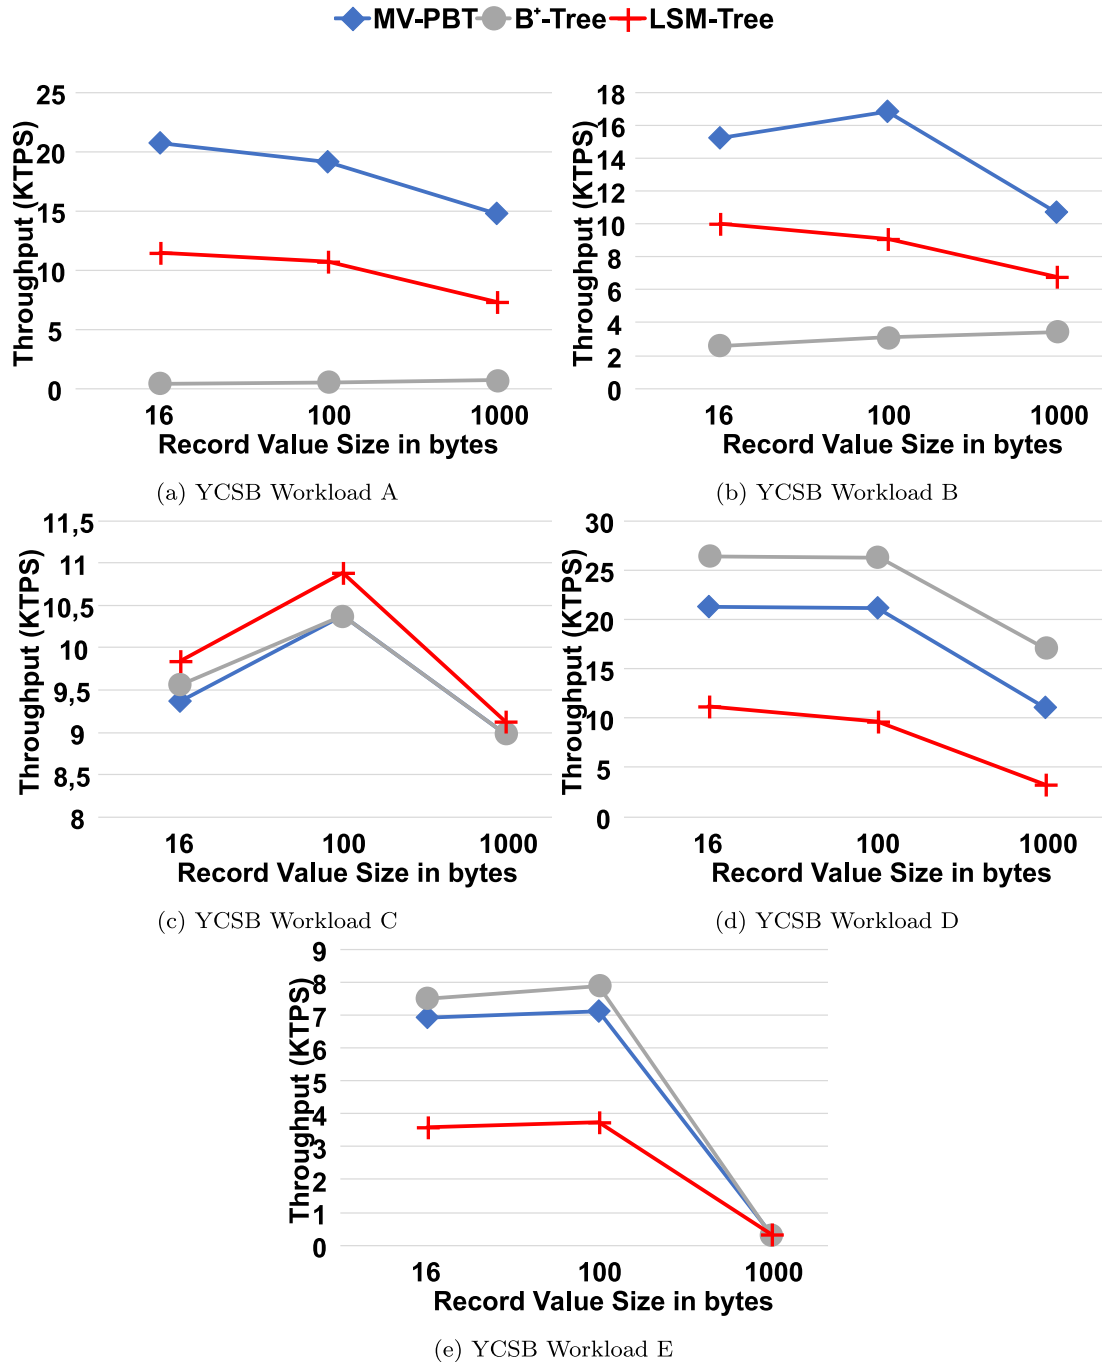 MV-PBT B⁺-Tree LSM-Tree
Throughput (KTPS)
25
20
15
10
5
0
16 100 1000
Record Value Size in bytes
(a) YCSB Workload A
Throughput (KTPS)
18
16
14
12
10
8
6
4
2
0
16 100 1000
Record Value Size in bytes
(b) YCSB Workload B
Throughput (KTPS)
11,5
11
10,5
10
9,5
9
8,5
8
16 100 1000
Record Value Size in bytes
(c) YCSB Workload C
Throughput (KTPS)
30
25
20
15
10
5
0
16 100 1000
Record Value Size in bytes
(d) YCSB Workload D
Throughput (KTPS)
9
8
7
6
5
4
3
2
1
0
16 100 1000
Record Value Size in bytes
(e) YCSB Workload E